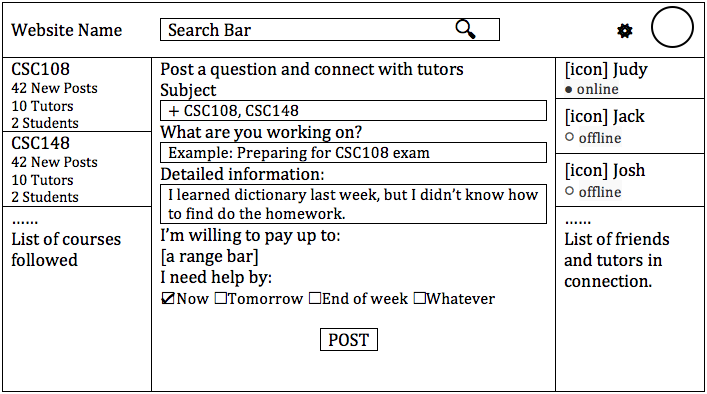 Website Name
Search Bar
CSC108
42 New Posts
10 Tutors
2 Students
CSC148
42 New Posts
10 Tutors
2 Students
......
List of courses
followed
Post a question and connect with tutors
Subject
+ CSC108, CSC148
What are you working on?
Example: Preparing for CSC108 exam
Detailed information:
I learned dictionary last week, but I didn't know how
to find do the homework.
I'm willing to pay up to:
[a range bar]
I need help by:
Now Tomorrow End of week Whatever
POST
[icon] Judy
online
[icon] Jack
offline
[icon] Josh
offline
......
List of friends
and tutors in
connection.